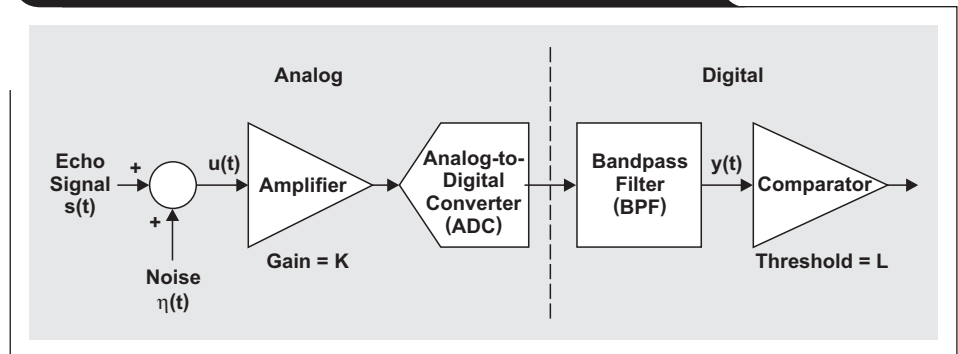 Analog
Digital
Echo
Signal
s(t)
+
+
u(t)
Amplifier
Gain = K
Noise
η(t)
Analog-to-
Digital
Converter
(ADC)
Bandpass
Filter
(BPF)
y(t)
Comparator
Threshold = L